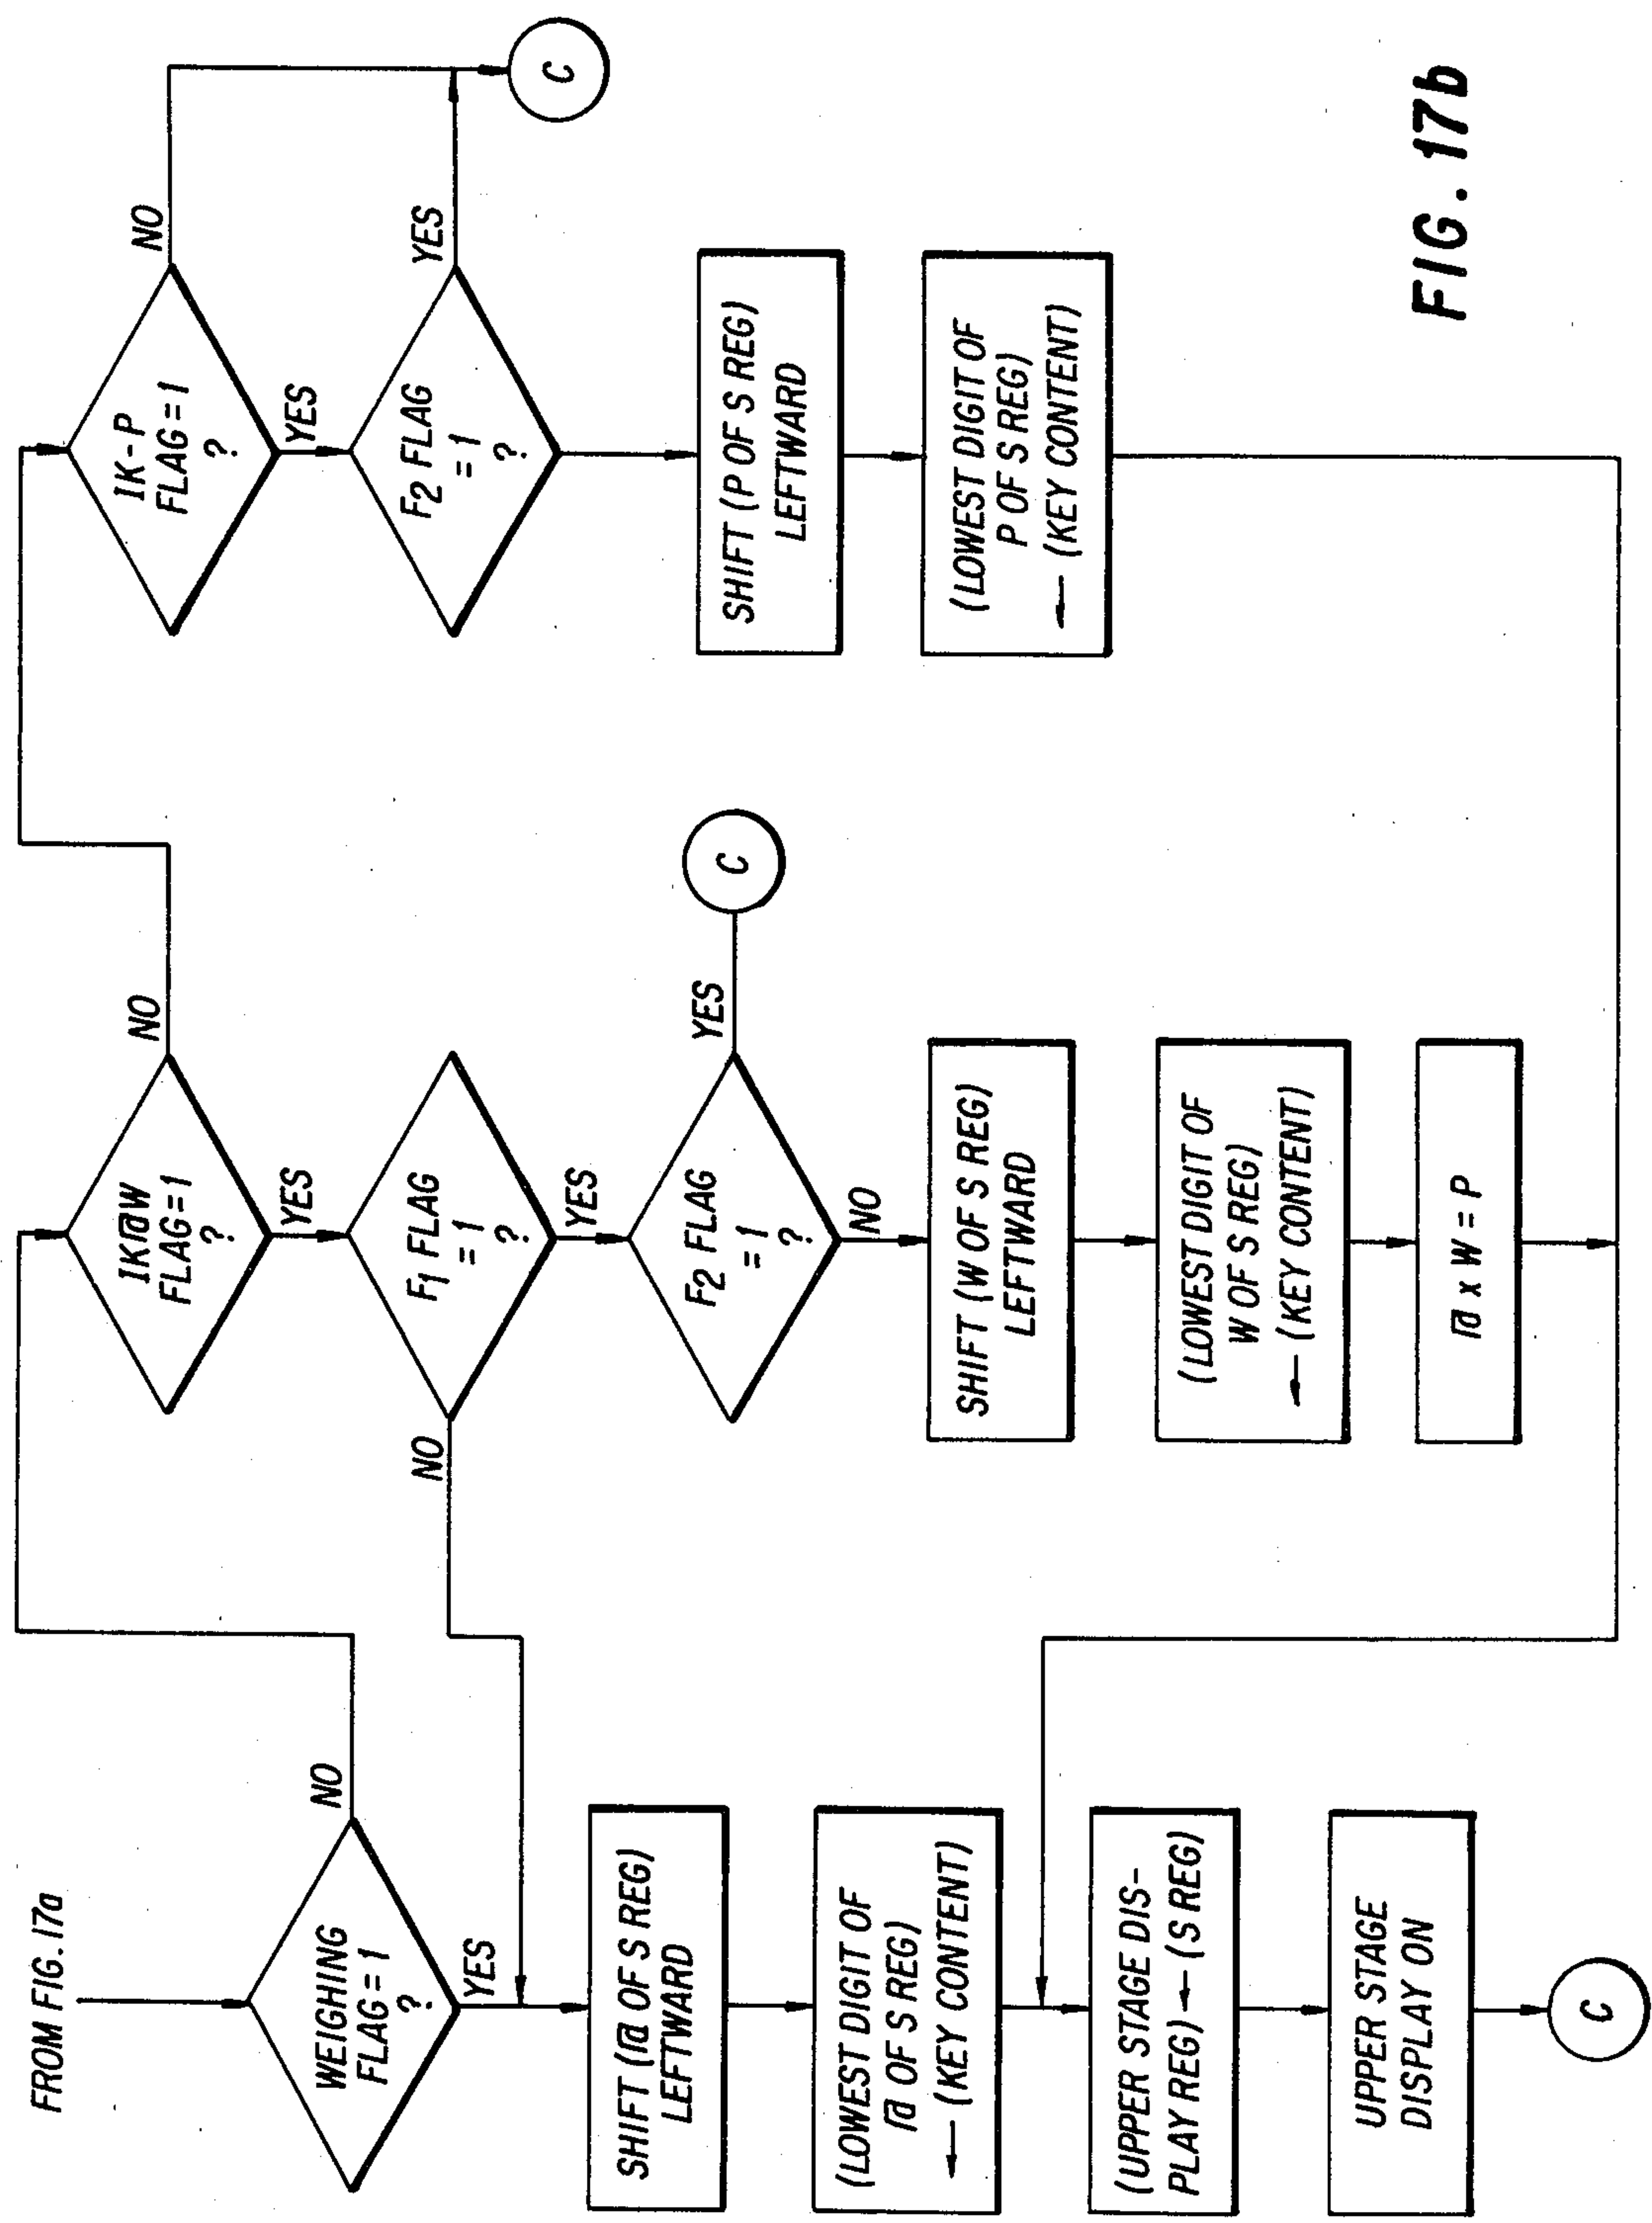 FROM FIG.17a
WEIGHING
FLAG=1
?
NO
YES
SHIFT (@ OF S REG)
LEFTWARD
(LOWEST DIGIT OF
@ OF S REG)
← (KEY CONTENT)
(UPPER STAGE DIS-
PLAY REG) ← (S REG)
UPPER STAGE
DISPLAY ON
C
IK@W
FLAG=1
?
NO
YES
F1 FLAG
=1
?
NO
YES
F2 FLAG
=1
?
YES
C
NO
SHIFT (W OF S REG)
LEFTWARD
(LOWEST DIGIT OF
W OF S REG)
← (KEY CONTENT)
@ x W = P
IK-P
FLAG=1
?
NO
YES
F2 FLAG
=1
?
YES
C
SHIFT (P OF S REG)
LEFTWARD
(LOWEST DIGIT OF
P OF S REG)
← (KEY CONTENT)
FIG. 17b